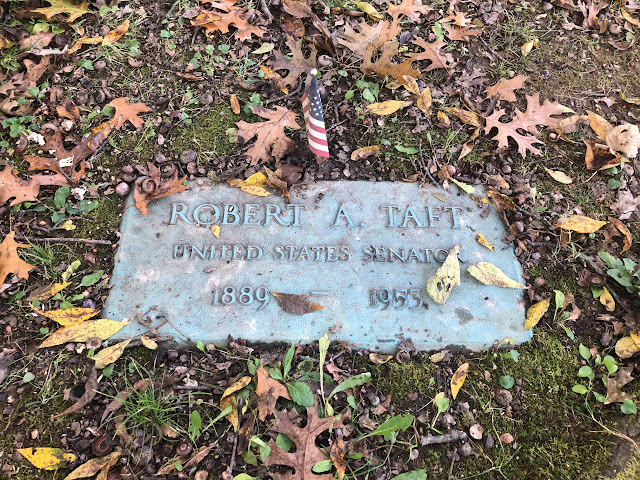 ROBERT A. TAFT
UNITED STATES SENATOR
1889 – 1953